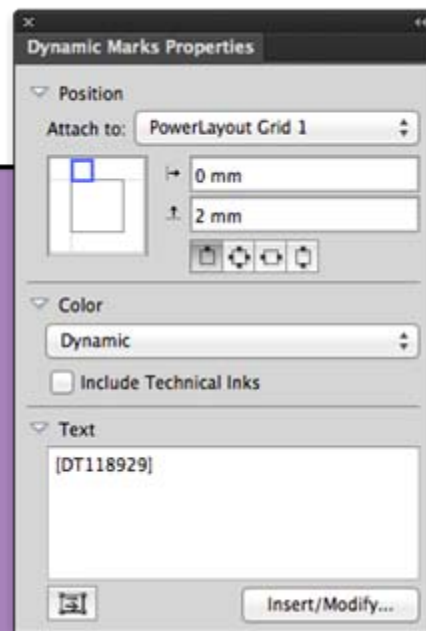 Dynamic Marks Properties
Position
Attach to: PowerLayout Grid 1
0 mm
2 mm
Color
Dynamic
Include Technical Inks
Text
[DT118929]
Insert/Modify...